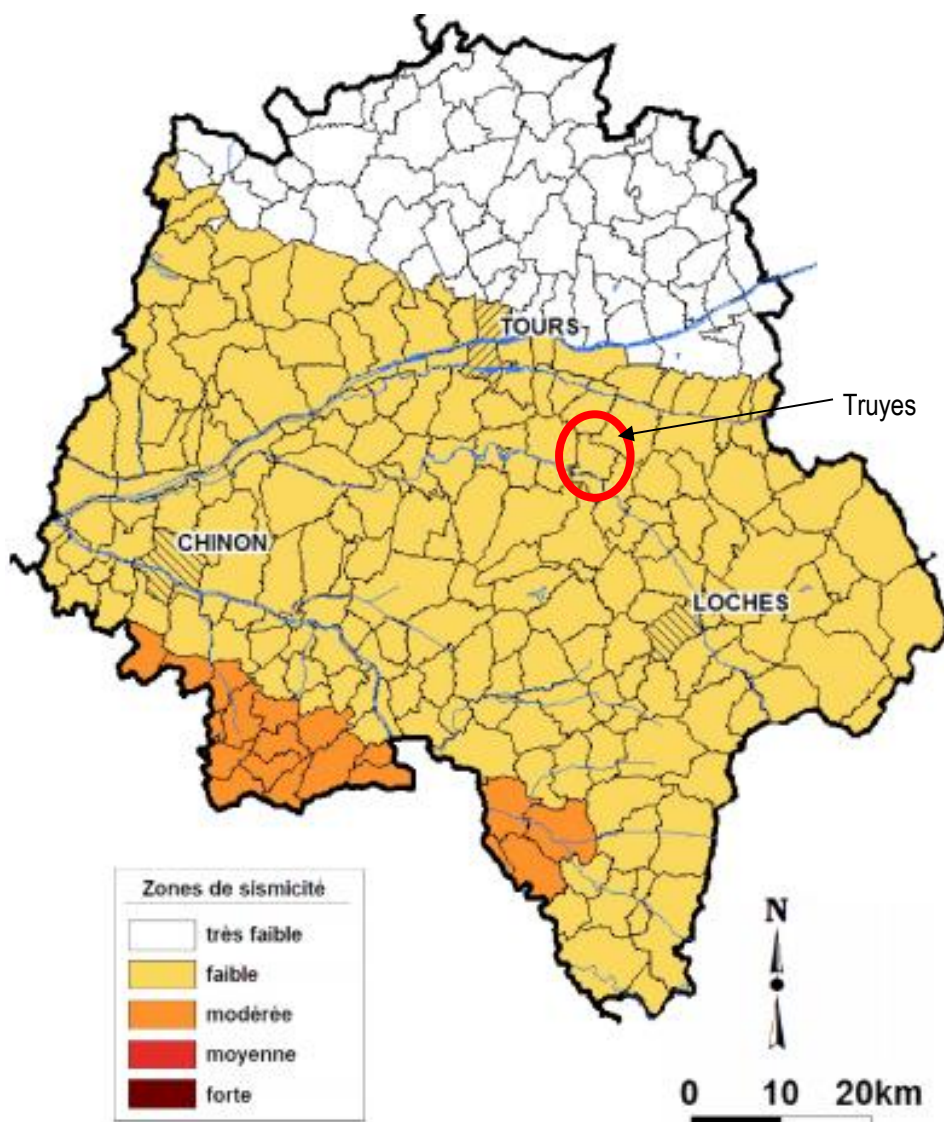 TOURS
Truyes
CHINON
LOCHES
Zones de sismicité
très faible
faible
modérée
moyenne
forte
N
0 10 20km